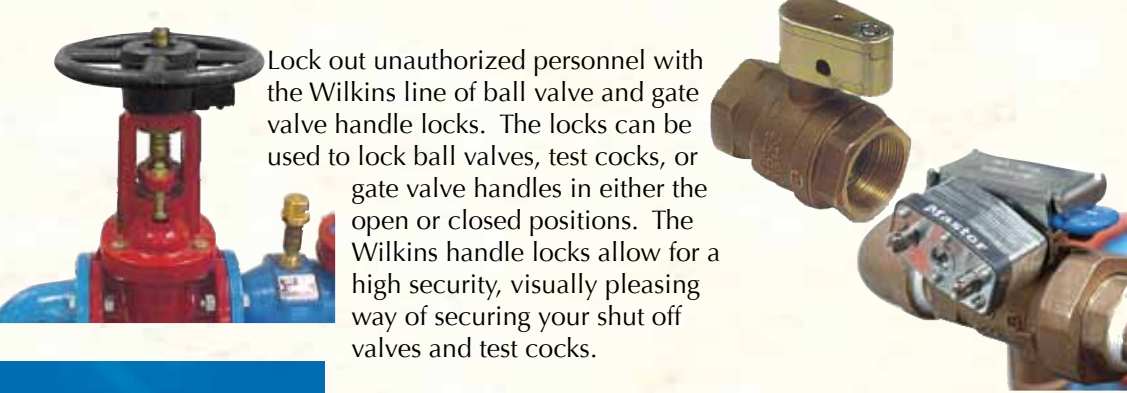 Lock out unauthorized personnel with
the Wilkins line of ball valve and gate
valve handle locks. The locks can be
used to lock ball valves, test cocks, or
gate valve handles in either the
open or closed positions. The
Wilkins handle locks allow for a
high security, visually pleasing
way of securing your shut off
valves and test cocks.
Master